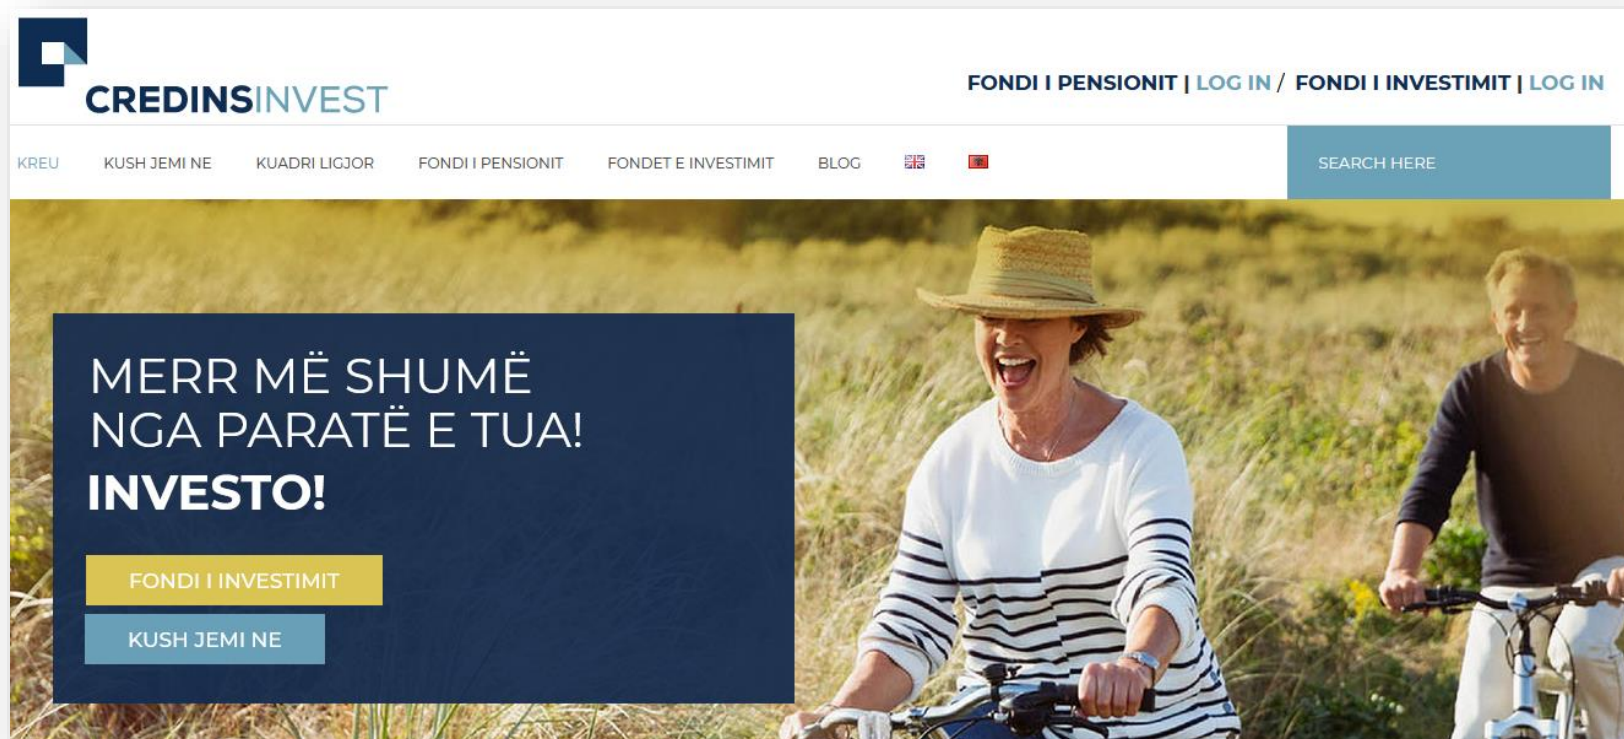 CREDINSINVEST
FONDI I PENSIONIT | LOG IN / FONDI I INVESTIMIT | LOG IN
KREU KUSH JEMI NE KUADRI LIGJOR FONDI I PENSIONIT FONDET E INVESTIMIT BLOG SEARCH HERE
MERR MË SHUMË
NGA PARATË E TUA!
INVESTO!
FONDI I INVESTIMIT
KUSH JEMI NE